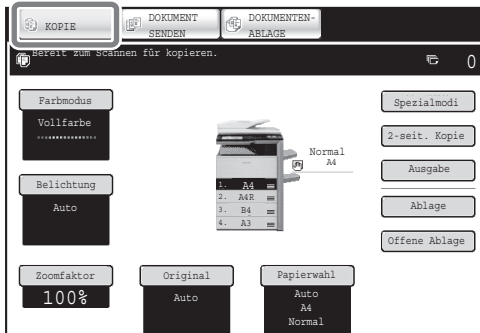 KOPIE
DOKUMENT
SENDEN
DOKUMENTEN-
ABLAGE
Bereit zum Scannen für kopieren.
0
Farbmodus
Vollfarbe
Spezialmodi
2-seit. Kopie
Normal
A4
Ausgabe
Belichtung
Auto
1. A4
2. A4R
3. B4
4. A3
Ablage
Offene Ablage
Zoomfaktor
100%
Original
Auto
Papierwahl
Auto
A4
Normal